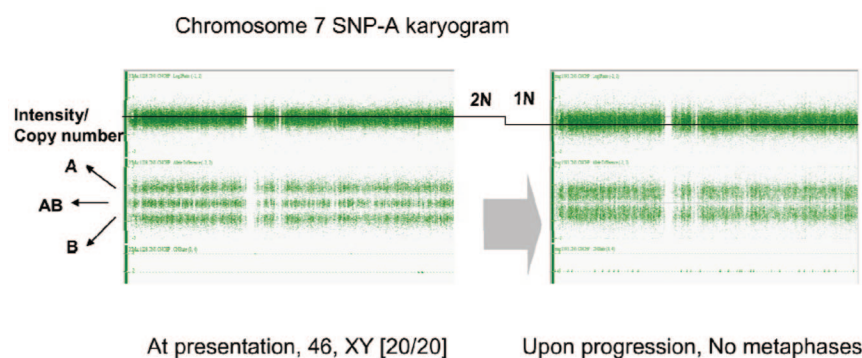 Chromosome 7 SNP-A karyogram
Intensity/
Copy number
2N
1N
A
AB
B
At presentation, 46, XY [20/20]
Upon progression, No metaphases